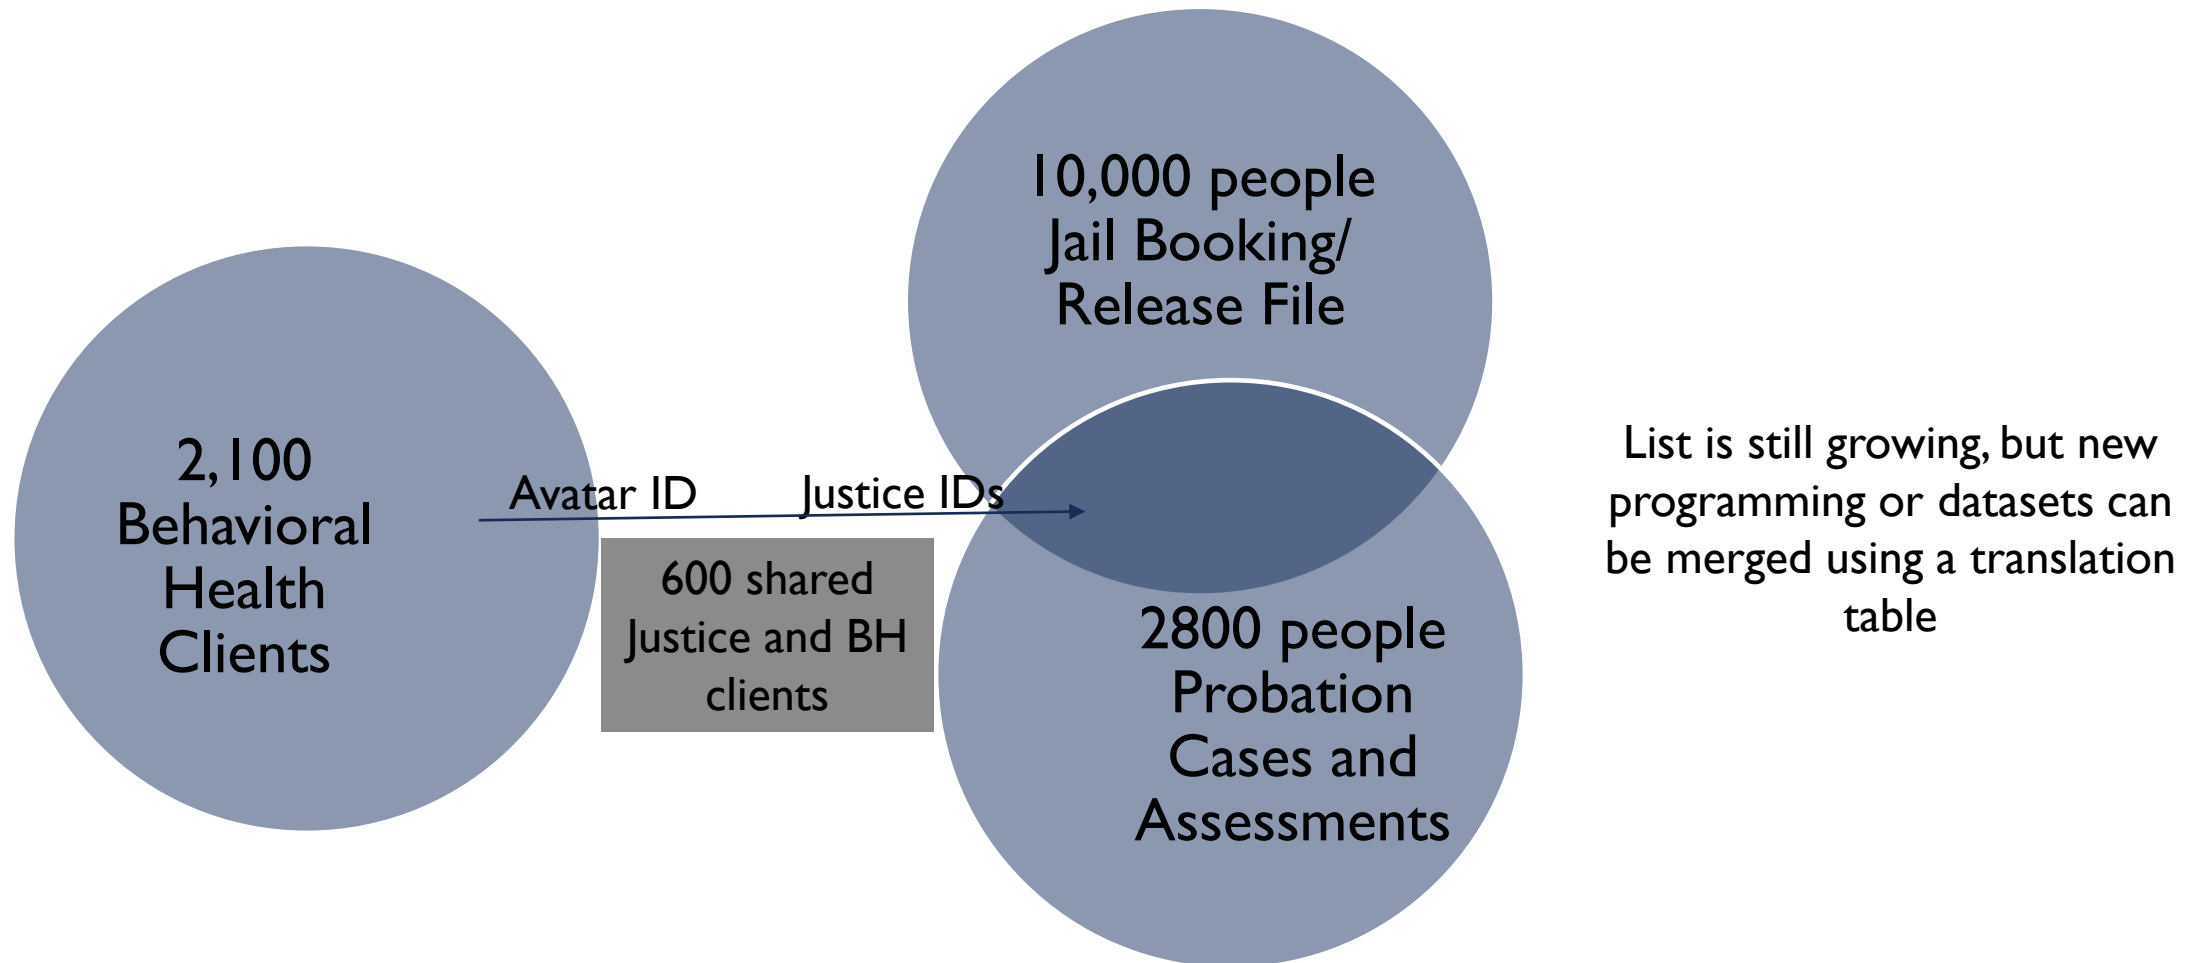 2,100
Behavioral
Health
Clients
Avatar ID
Justice IDs
600 shared
Justice and BH
clients
10,000 people
Jail Booking/
Release File
2800 people
Probation
Cases and
Assessments
List is still growing, but new
programming or datasets can
be merged using a translation
table